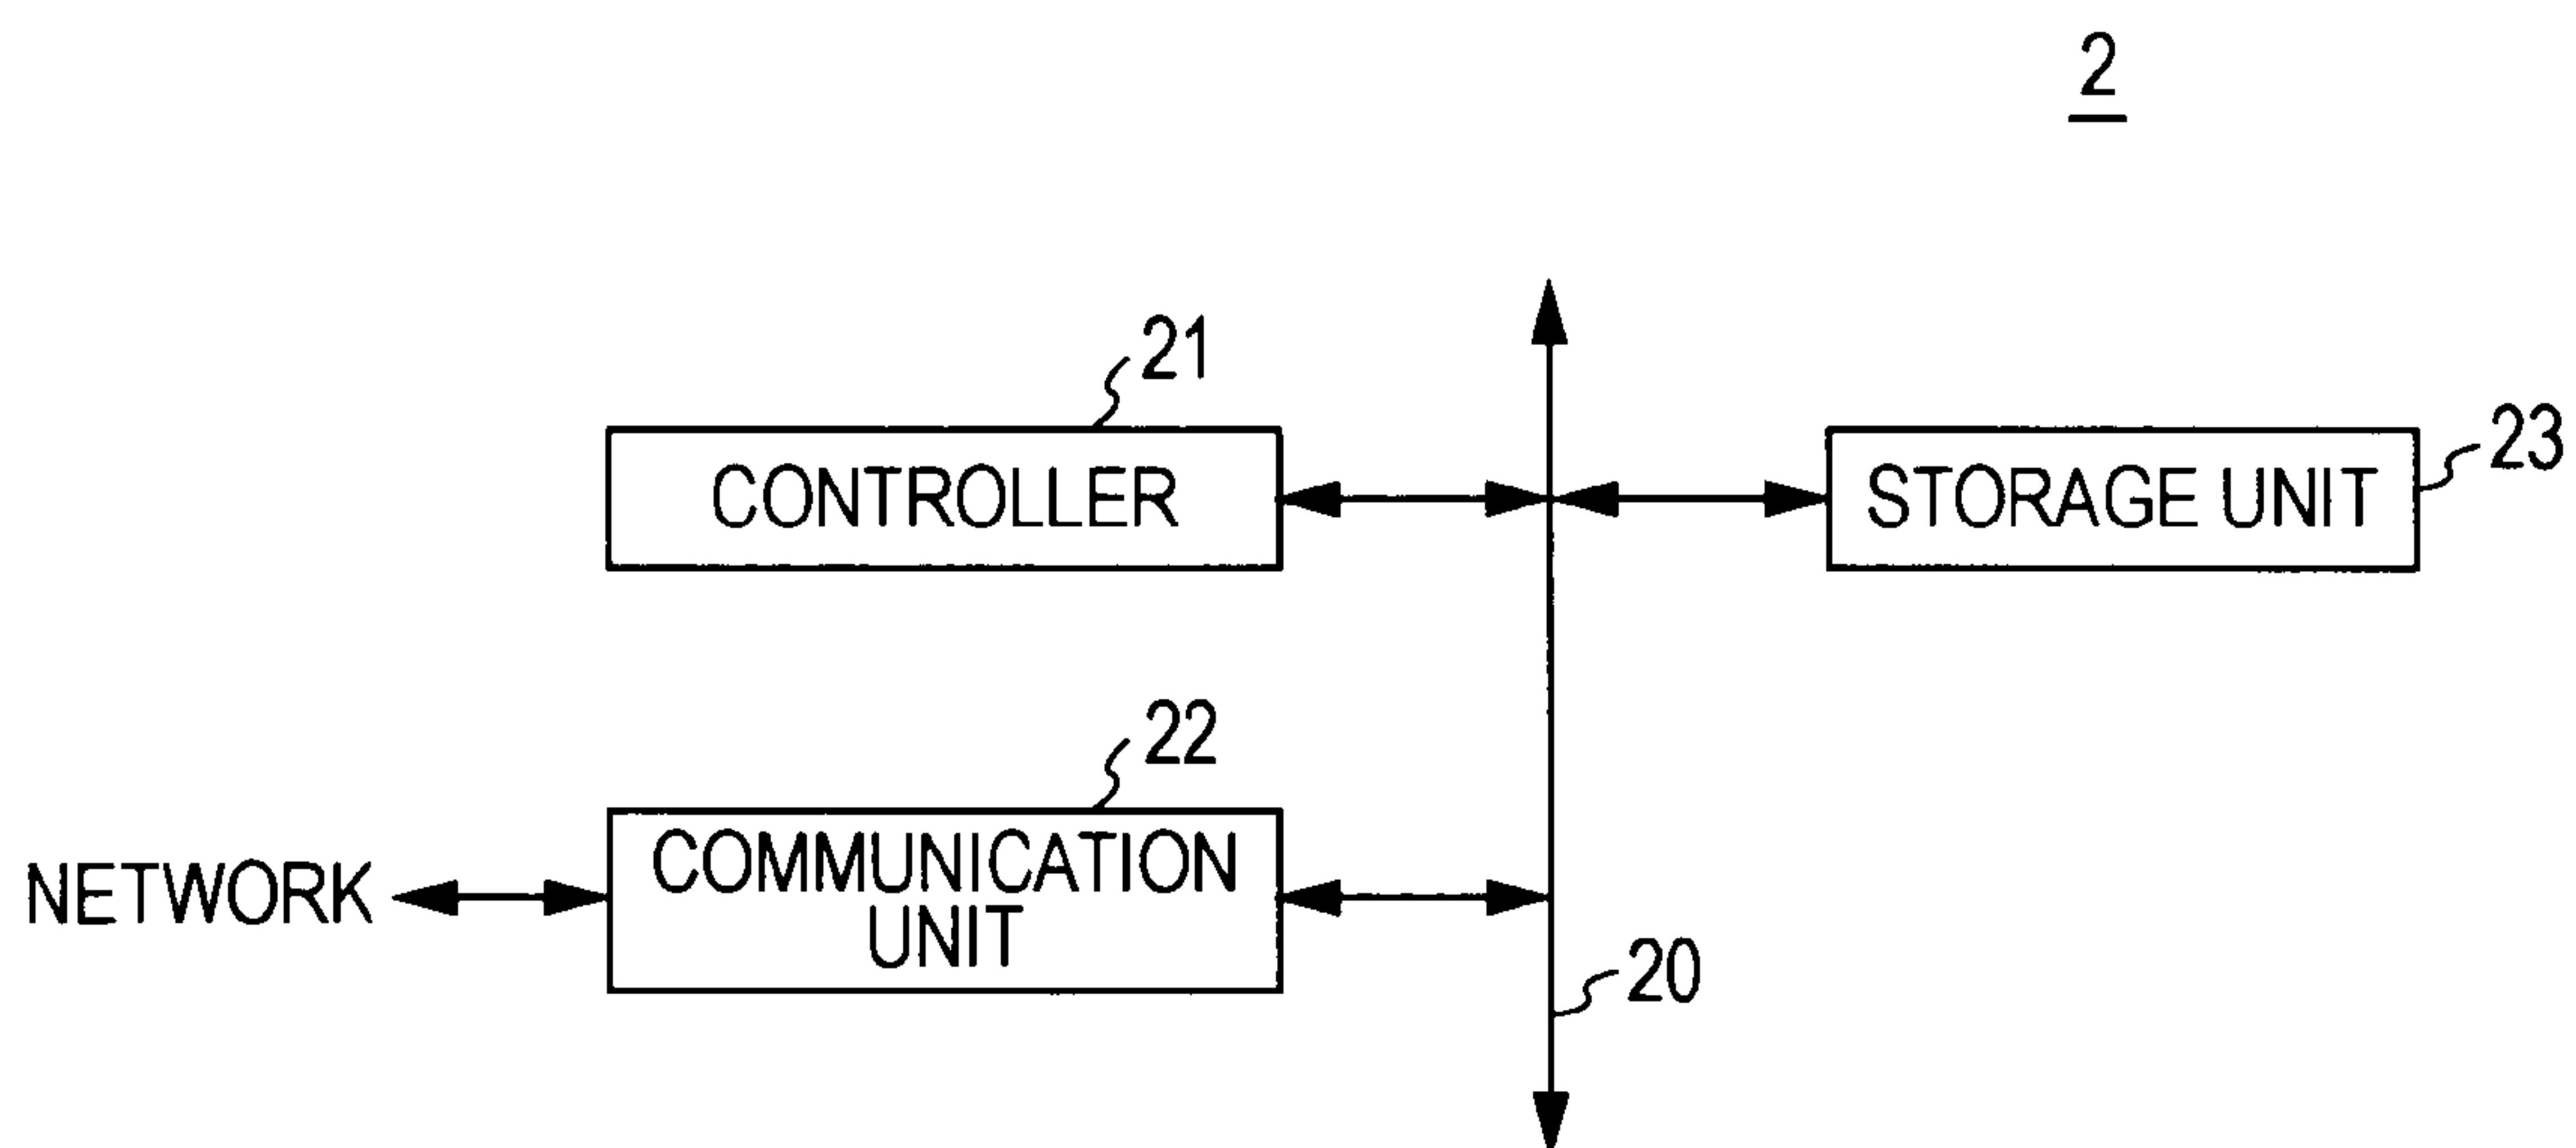 2
21
CONTROLLER
23
STORAGE UNIT
22
COMMUNICATION
UNIT
NETWORK
20